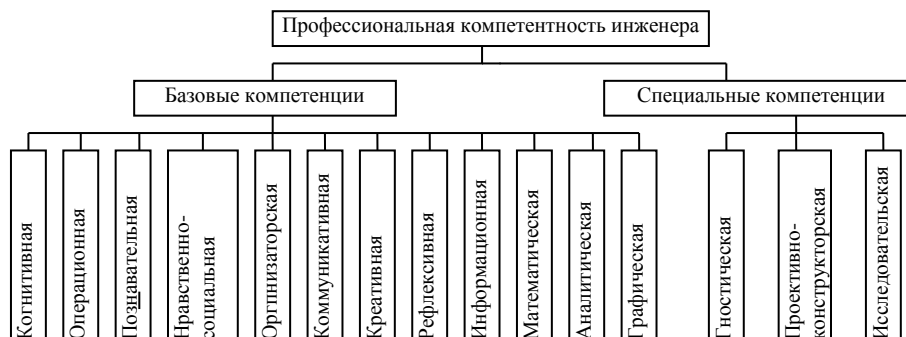 Профессиональная компетентность инженера
Базовые компетенции
Специальные компетенции
Когнитивная
Операционная
Познавательная
Нравственно-
социальная
Оргпнизаторская
Коммуникативная
Креативная
Рефлексивная
Информационная
Математическая
Аналитическая
Графическая
Гностическая
Проективно-
конструкторская
Исследовательская